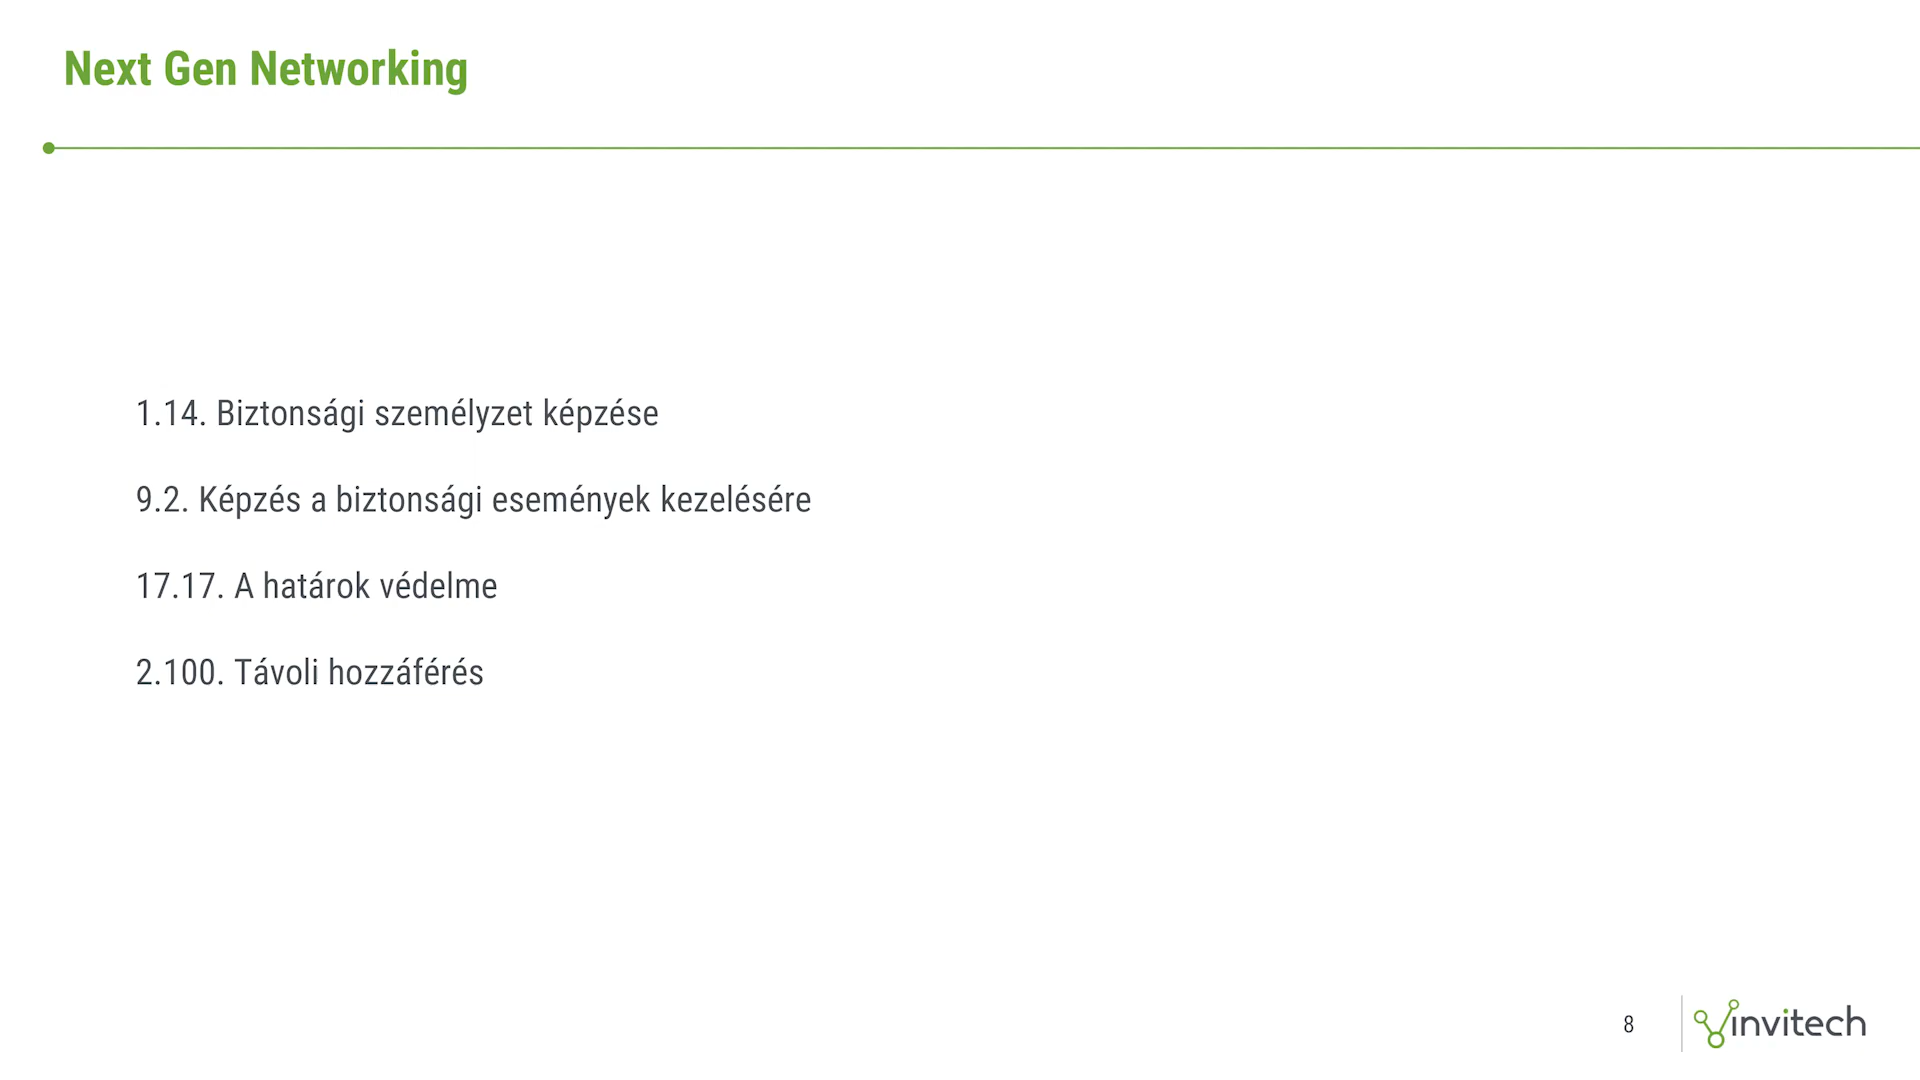 Next Gen Networking
1.14. Biztonsági személyzet képzése
9.2. Képzés a biztonsági események kezelésére
17.17. A határok védelme
2.100. Távoli hozzáférés
8
invitech